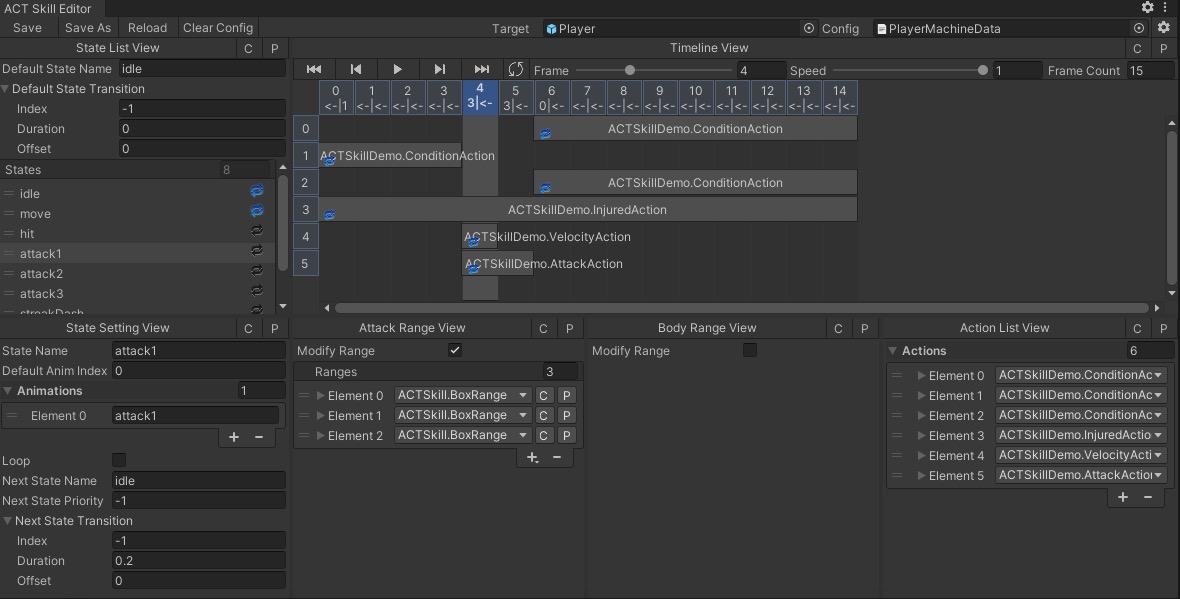 ACT Skill Editor
Save Save As Reload Clear Config Target Player Config PlayerMachineData
State List View C P
Default State Name idle
Default State Transition
Index -1
Duration 0
Offset 0
States 8
idle
move
hit
attack1
attack2
attack3
streakDash
Timeline View C P
Frame 4 Speed 1 Frame Count 15
0 1 2 3 4 5 6 7 8 9 10 11 12 13 14
<-|1 <-|<- <-|<- <-|<- 3|<- 3|<- 0|<- <-|<- <-|<- <-|<- <-|<- <-|<- <-|<- <-|<- <-|<-
0 ACTSkillDemo.ConditionAction
1 ACTSkillDemo.ConditionAction
2 ACTSkillDemo.ConditionAction
3 ACTSkillDemo.InjuredAction
4 ACTSkillDemo.VelocityAction
5 ACTSkillDemo.AttackAction
State Setting View C P
State Name attack1
Default Anim Index 0
Animations 1
Element 0 attack1
+ −
Loop
Next State Name idle
Next State Priority -1
Next State Transition
Index -1
Duration 0.2
Offset 0
Attack Range View C P
Modify Range
Ranges 3
Element 0 ACTSkill.BoxRange C P
Element 1 ACTSkill.BoxRange C P
Element 2 ACTSkill.BoxRange C P
+ −
Body Range View C P
Modify Range
Action List View C P
Actions 6
Element 0 ACTSkillDemo.ConditionAc
Element 1 ACTSkillDemo.ConditionAc
Element 2 ACTSkillDemo.ConditionAc
Element 3 ACTSkillDemo.InjuredActio
Element 4 ACTSkillDemo.VelocityActi
Element 5 ACTSkillDemo.AttackAction
+ −